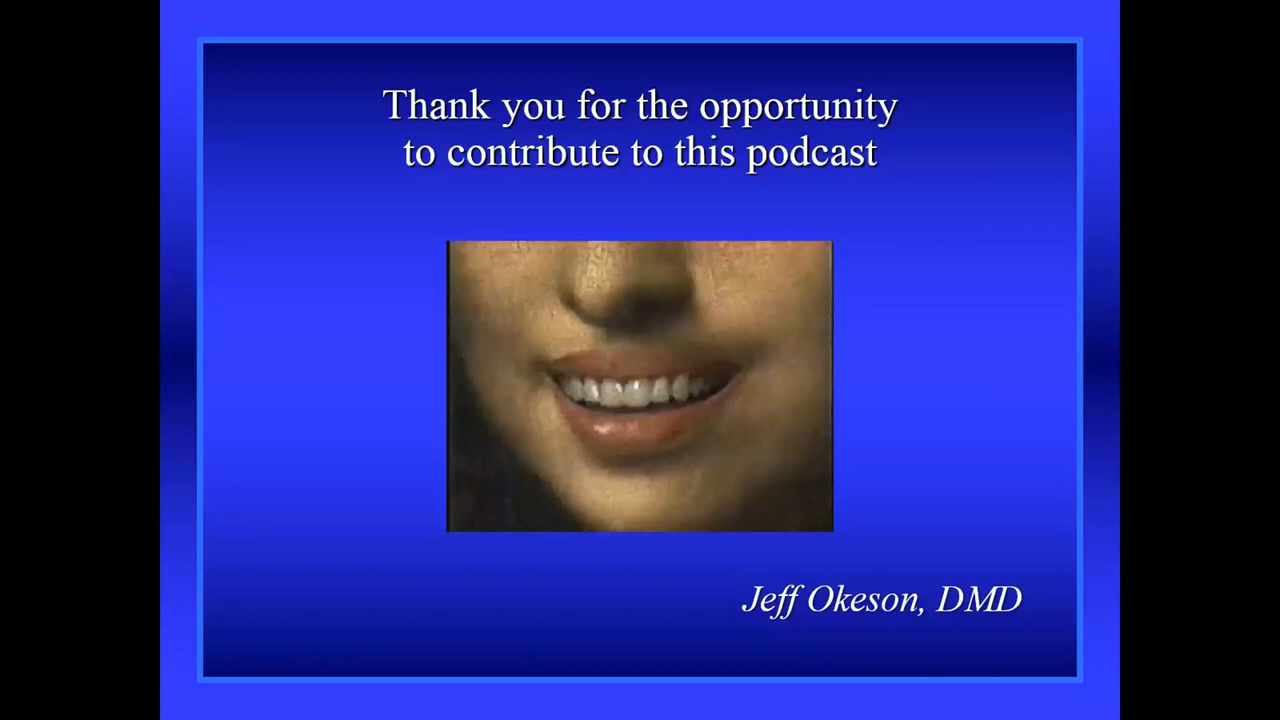 Thank you for the opportunity
to contribute to this podcast
Jeff Okeson, DMD